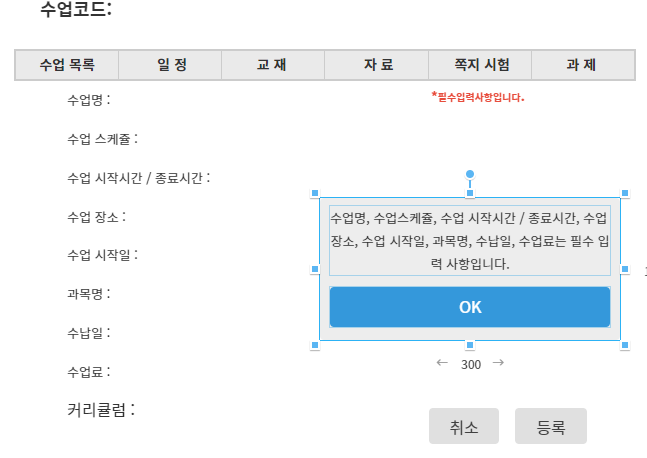 수업코드:
수업 목록 일 정 교 재 자 료 쪽지 시험 과 제
수업명 :
*필수입력사항입니다.
수업 스케쥴 :
수업 시작시간 / 종료시간 :
수업 장소 :
수업 시작일 :
과목명 :
수납일 :
수업료 :
커리큘럼 :
수업명, 수업스케쥴, 수업 시작시간 / 종료시간, 수업
장소, 수업 시작일, 과목명, 수납일, 수업료는 필수 입
력 사항입니다.
OK
← 300 →
취소 등록